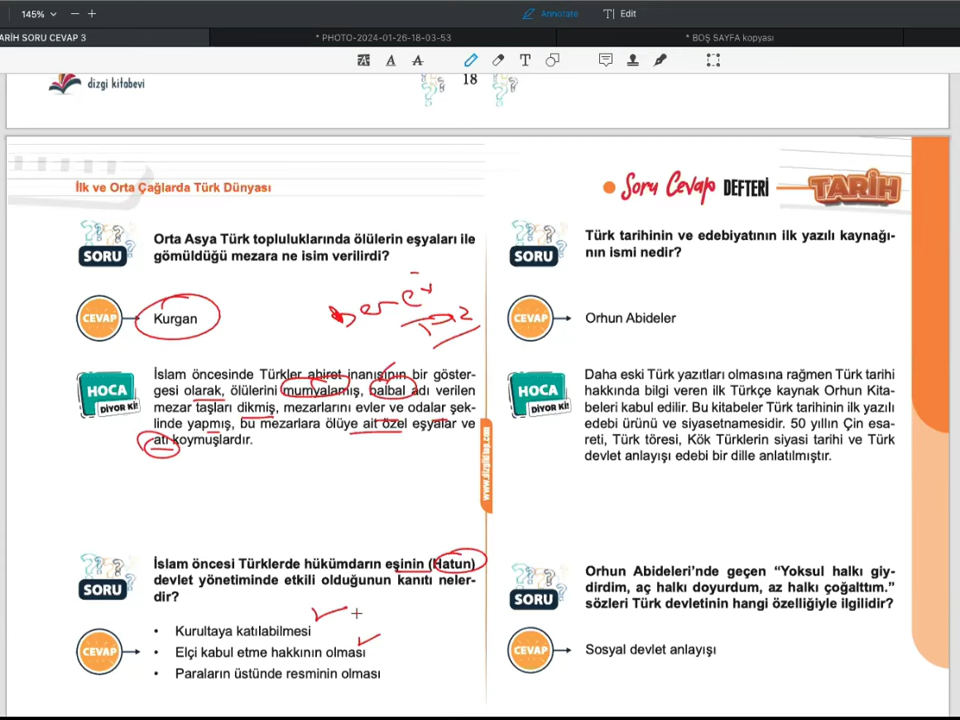 145%
Annotate
Edit
ARİH SORU CEVAP 3
* PHOTO-2024-01-26-18-03-53
* BOŞ SAYFA kopyası
dizgi kitabevi
18
İlk ve Orta Çağlarda Türk Dünyası
Soru Cevap DEFTERİ
TARİH
SORU
Orta Asya Türk topluluklarında ölülerin eşyaları ile
gömüldüğü mezara ne isim verilirdi?
CEVAP
Kurgan
HOCA
DİYOR Kİ!
İslam öncesinde Türkler ahiret inanışının bir göster-
gesi olarak, ölülerini mumyalamış, balbal adı verilen
mezar taşları dikmiş, mezarlarını evler ve odalar şek-
linde yapmış, bu mezarlara ölüye ait özel eşyalar ve
atı koymuşlardır.
SORU
İslam öncesi Türklerde hükümdarın eşinin (Hatun)
devlet yönetiminde etkili olduğunun kanıtı neler-
dir?
CEVAP
• Kurultaya katılabilmesi
• Elçi kabul etme hakkının olması
• Paraların üstünde resminin olması
www.dizgikitap.com
SORU
Türk tarihinin ve edebiyatının ilk yazılı kaynağı-
nın ismi nedir?
CEVAP
Orhun Abideler
HOCA
DİYOR Kİ!
Daha eski Türk yazıtları olmasına rağmen Türk tarihi
hakkında bilgi veren ilk Türkçe kaynak Orhun Kita-
beleri kabul edilir. Bu kitabeler Türk tarihinin ilk yazılı
edebi ürünü ve siyasetnamesidir. 50 yıllın Çin esa-
reti, Türk töresi, Kök Türklerin siyasi tarihi ve Türk
devlet anlayışı edebi bir dille anlatılmıştır.
SORU
Orhun Abideleri’nde geçen “Yoksul halkı giy-
dirdim, aç halkı doyurdum, az halkı çoğalttım.”
sözleri Türk devletinin hangi özelliğiyle ilgilidir?
CEVAP
Sosyal devlet anlayışı